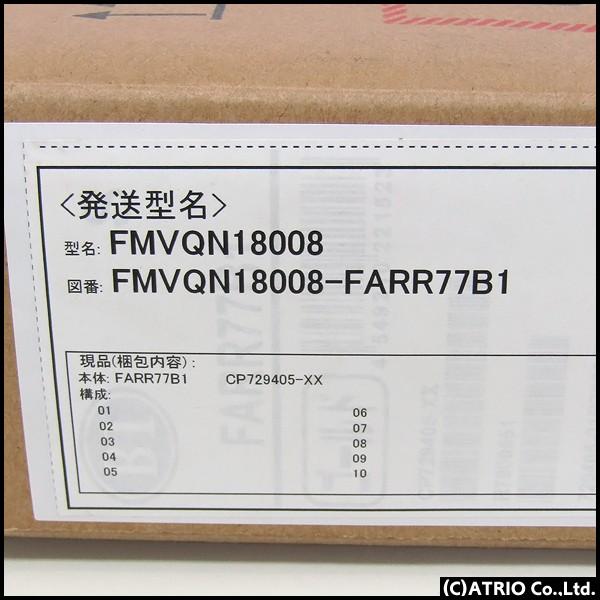 <発送型名>
型名: FMVQN18008
図番: FMVQN18008-FARR77B1
現品(梱包内容):
本体: FARR77B1 CP729405-XX
構成:
01 06
02 07
03 08
04 09
05 10
(C)ATRIO Co.,Ltd.